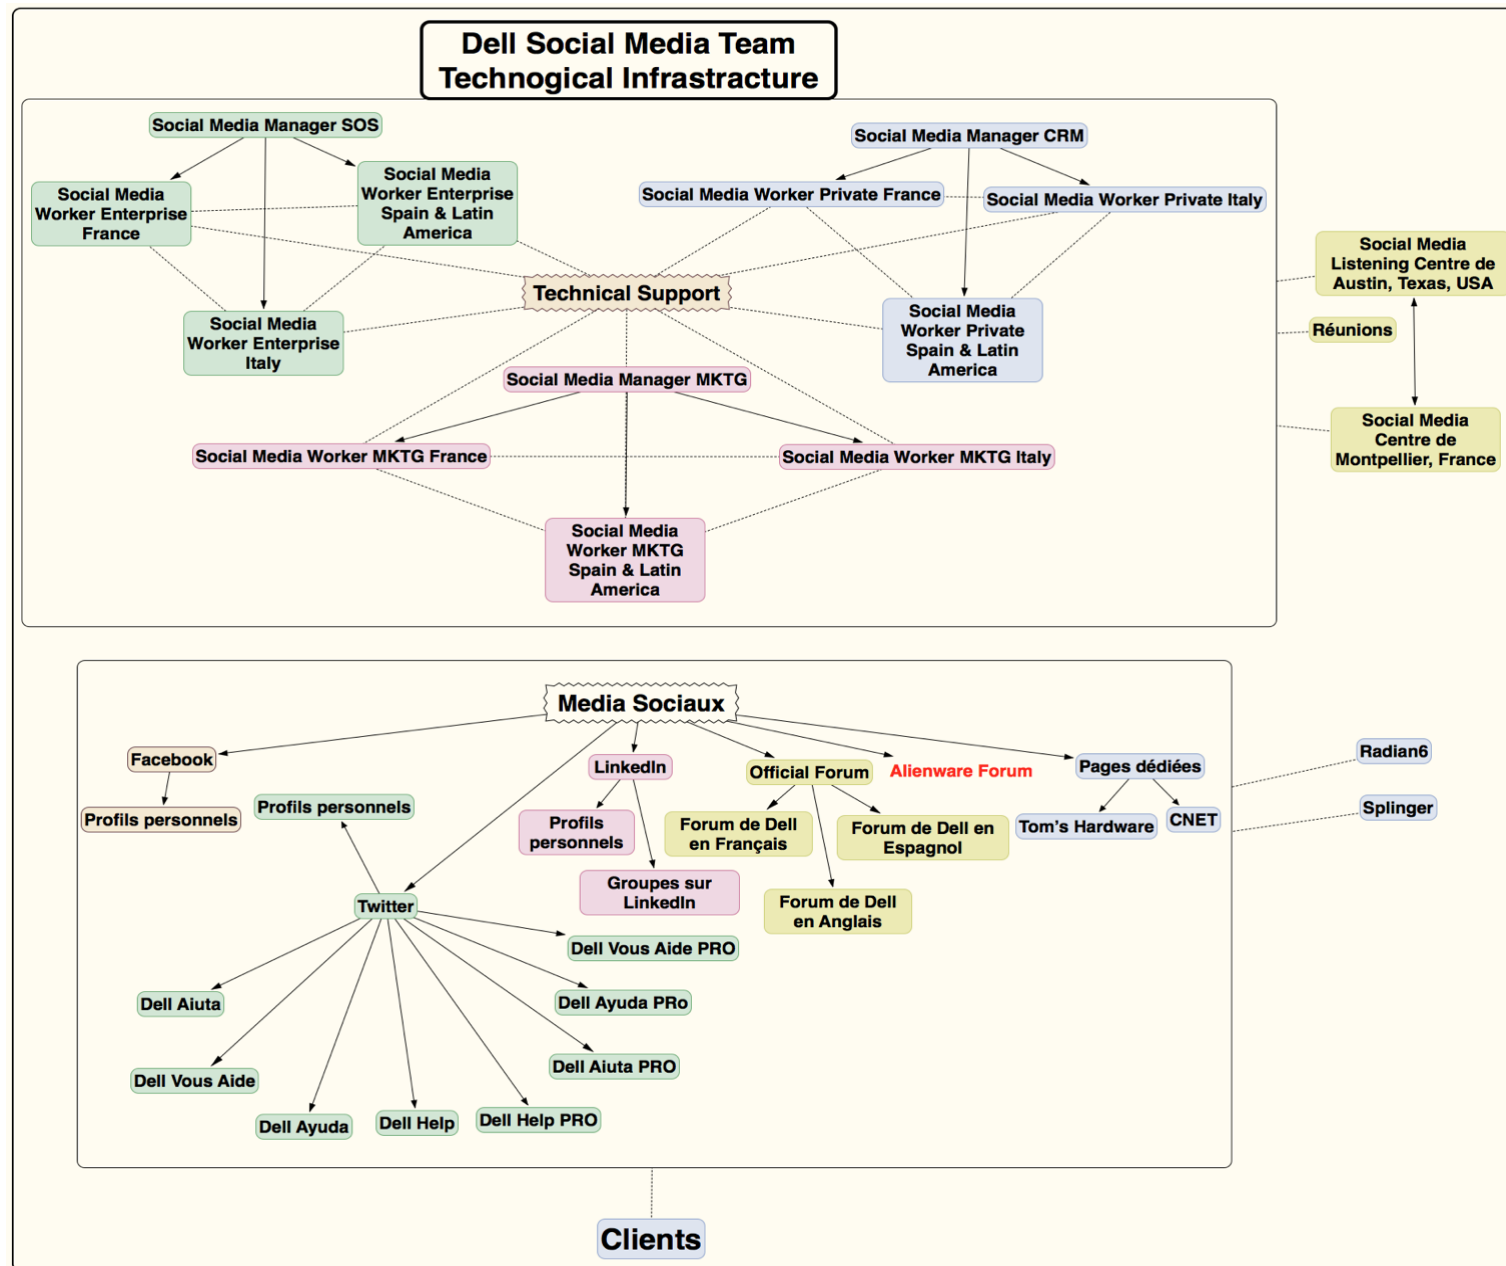 Dell Social Media Team
Technogical Infrastracture
Social Media Manager SOS
Social Media
Worker Enterprise
France
Social Media
Worker Enterprise
Spain & Latin
America
Social Media
Worker Enterprise
Italy
Social Media Manager CRM
Social Media Worker Private France
Social Media Worker Private Italy
Social Media
Worker Private
Spain & Latin
America
Technical Support
Social Media Manager MKTG
Social Media Worker MKTG France
Social Media Worker MKTG Italy
Social Media
Worker MKTG
Spain & Latin
America
Social Media
Listening Centre de
Austin, Texas, USA
Réunions
Social Media
Centre de
Montpellier, France
Media Sociaux
Facebook
Profils personnels
Profils personnels
Twitter
Dell Aiuta
Dell Vous Aide
Dell Ayuda
Dell Help
Dell Help PRO
Dell Aiuta PRO
Dell Ayuda PRo
Dell Vous Aide PRO
LinkedIn
Profils
personnels
Groupes sur
LinkedIn
Official Forum
Forum de Dell
en Français
Forum de Dell en
Espagnol
Forum de Dell
en Anglais
Alienware Forum
Pages dédiées
Tom’s Hardware
CNET
Radian6
Splinger
Clients